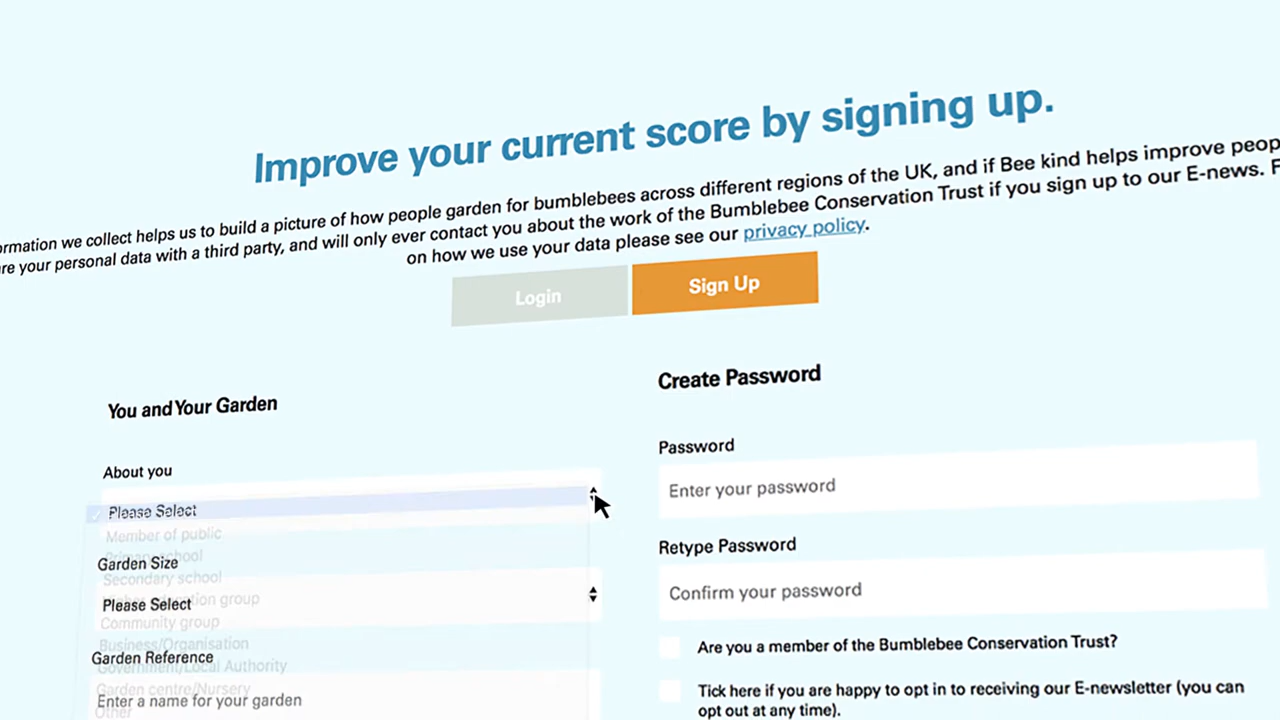 Improve your current score by signing up.
we collect helps us to build a picture of how people garden for bumblebees across different regions of the UK, and if Bee kind helps improve
your personal data with a third party, and will only ever contact you about the work of the Bumblebee Conservation Trust if you sign up to our E-news.
on how we use your data please see our privacy policy.
Login
Sign Up
You and Your Garden
About you
Please Select
Member of public
Primary school
Garden Size
Secondary school
Higher education group
Please Select
Community group
Business/Organisation
Garden Reference
Government/Local Authority
Garden centre/Nursery
Enter a name for your garden
Other
Create Password
Password
Enter your password
Retype Password
Confirm your password
Are you a member of the Bumblebee Conservation Trust?
Tick here if you are happy to opt in to receiving our E-newsletter (you can
opt out at any time).